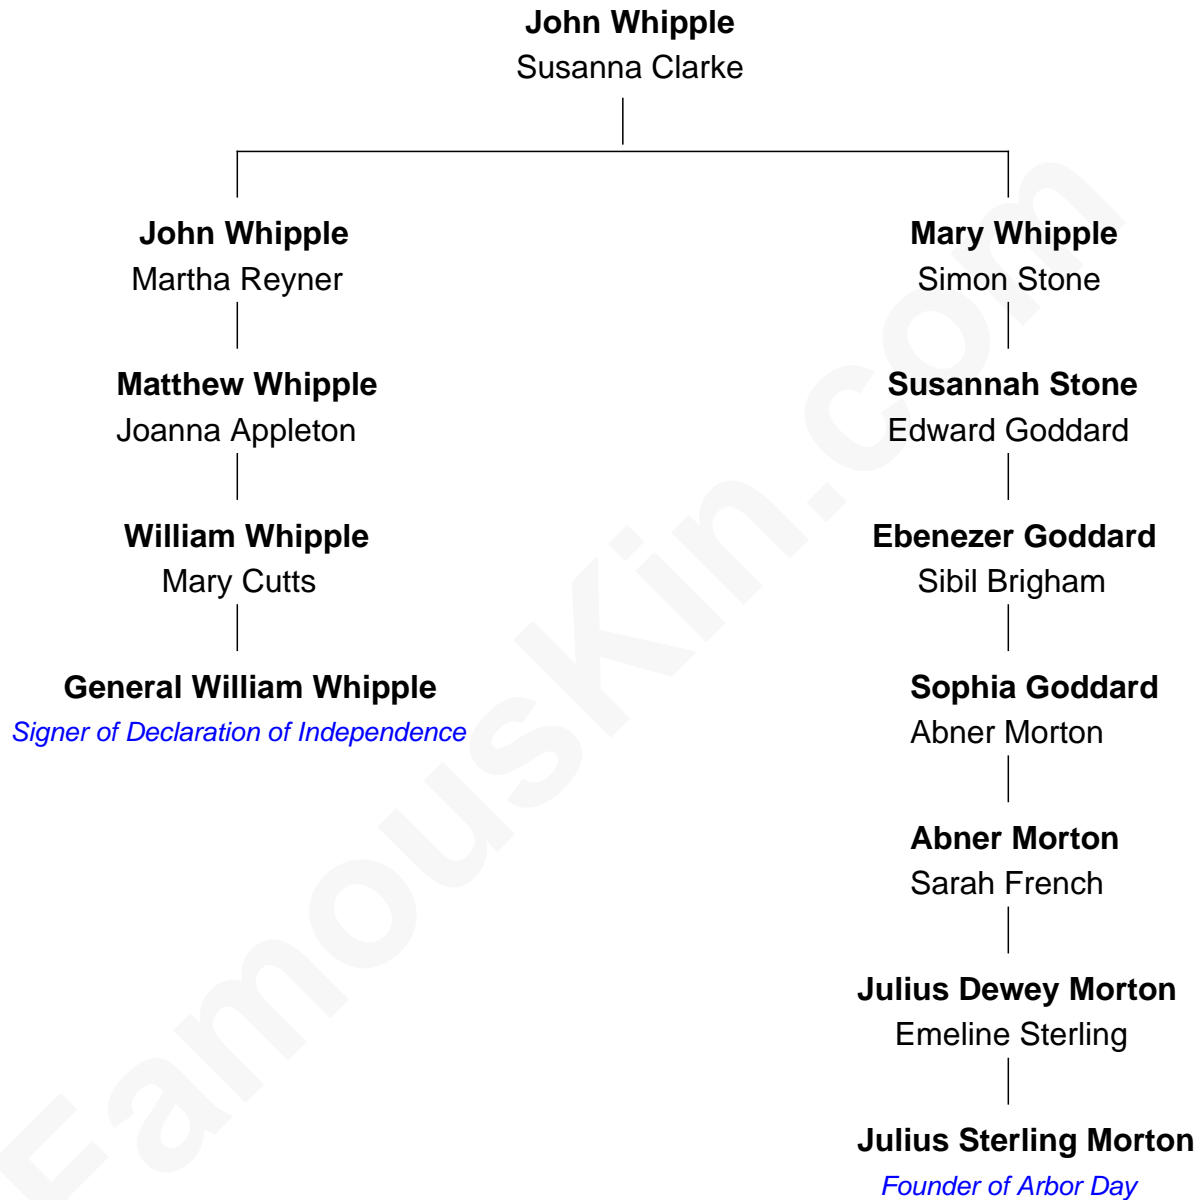 John Whipple
Susanna Clarke
John Whipple
Martha Reyner
Mary Whipple
Simon Stone
Matthew Whipple
Joanna Appleton
Susannah Stone
Edward Goddard
William Whipple
Mary Cutts
Ebenezer Goddard
Sibil Brigham
General William Whipple
Signer of Declaration of Independence
Sophia Goddard
Abner Morton
Abner Morton
Sarah French
Julius Dewey Morton
Emeline Sterling
Julius Sterling Morton
Founder of Arbor Day
FamousKin.com